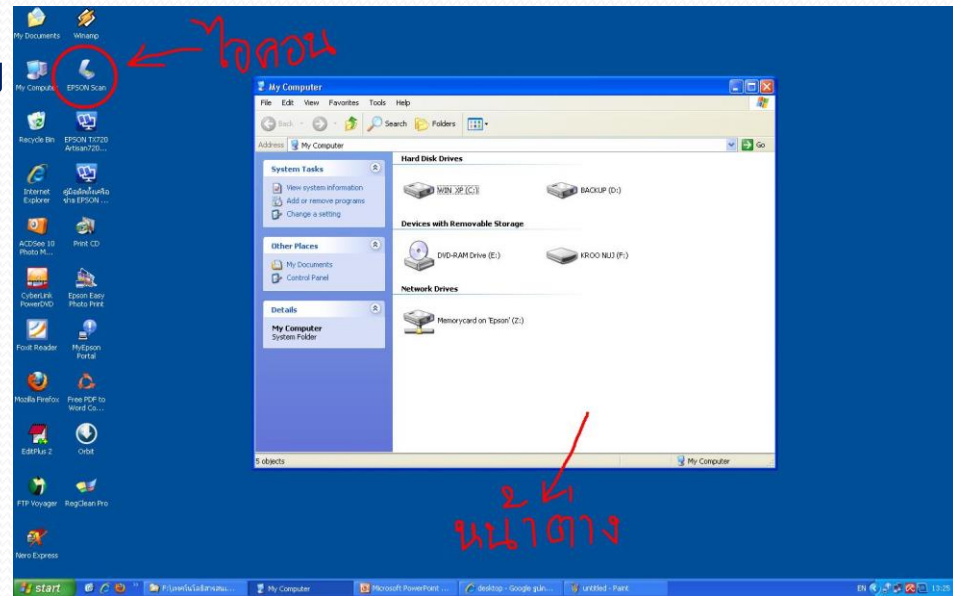 My Documents
Winamp
ไอคอน
My Computer
EPSON Scan
Recycle Bin
EPSON TX720
Artisan720...
Internet
Explorer
EPSON ...
ACDSee 10
Photo M...
Print CD
CyberLink
PowerDVD
Epson Easy
Photo Print
Foxit Reader
MyEpson
Portal
Mozilla Firefox
Free PDF to
Word Co...
EditPlus 2
Orbit
FTP Voyager
RegClean Pro
Nero Express
My Computer
File Edit View Favorites Tools Help
Back Search Folders
Address My Computer Go
System Tasks
View system information
Add or remove programs
Change a setting
Other Places
My Documents
Control Panel
Details
My Computer
System Folder
Hard Disk Drives
WIN XP (C:)
BACKUP (D:)
Devices with Removable Storage
DVD-RAM Drive (E:)
KROO NUJ (F:)
Network Drives
Memorycard on 'Epson' (Z:)
5 objects
My Computer
หน้าต่าง
start
My Computer
Microsoft PowerPoint ...
desktop - Google
untitled - Paint
EN
13:25